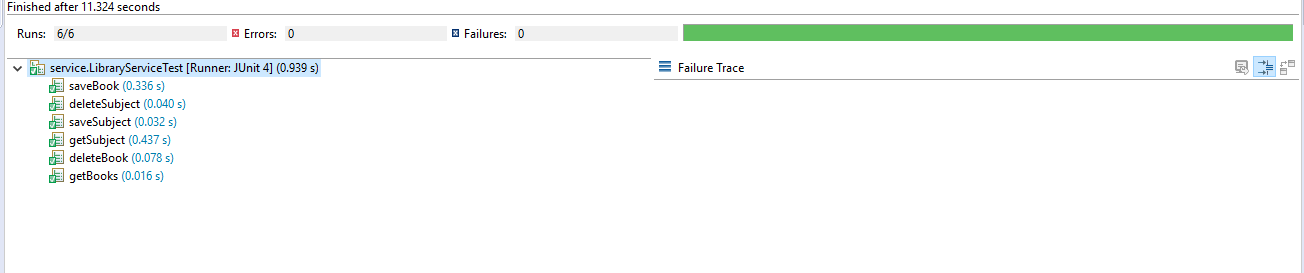 Finished after 11.324 seconds
Runs: 6/6 Errors: 0 Failures: 0
service.LibraryServiceTest [Runner: JUnit 4] (0.939 s)
Failure Trace
saveBook (0.336 s)
deleteSubject (0.040 s)
saveSubject (0.032 s)
getSubject (0.437 s)
deleteBook (0.078 s)
getBooks (0.016 s)